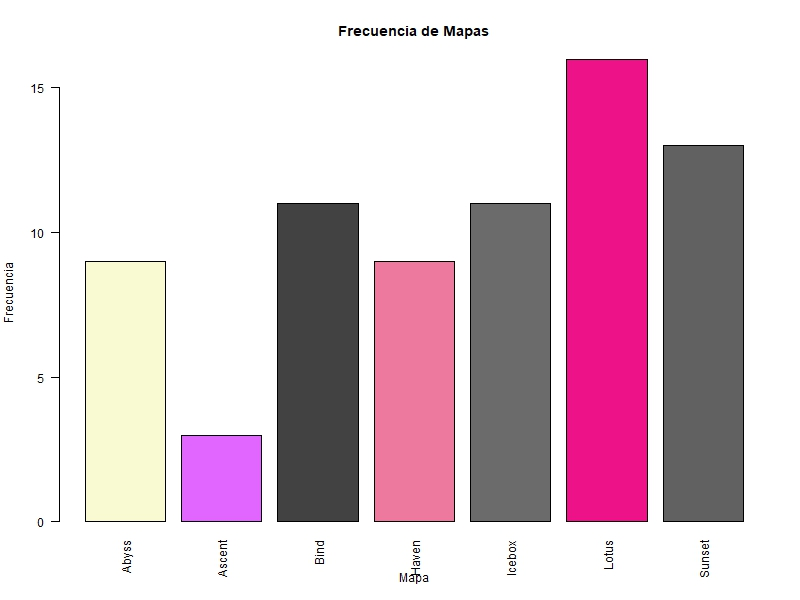 Frecuencia de Mapas
Frecuencia
15
10
5
0
Abyss
Ascent
Bind
Haven
Icebox
Lotus
Sunset
Mapa